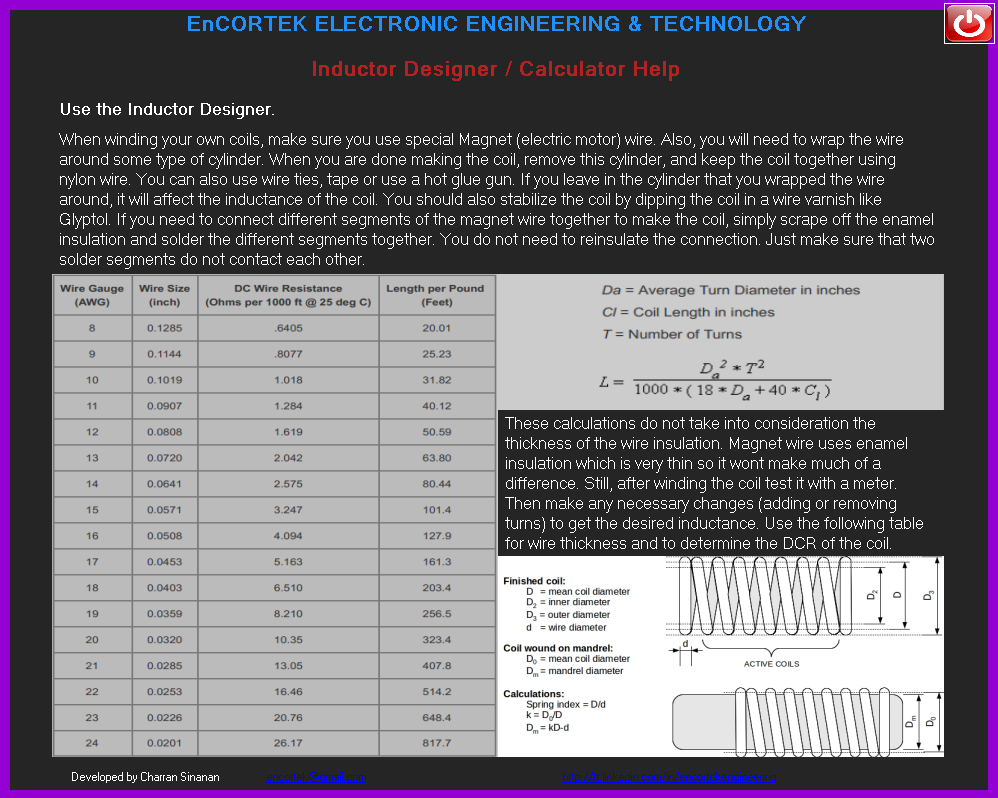 EnCORTEK ELECTRONIC ENGINEERING & TECHNOLOGY
Inductor Designer / Calculator Help
Use the Inductor Designer.
When winding your own coils, make sure you use special Magnet (electric motor) wire. Also, you will need to wrap the wire
around some type of cylinder. When you are done making the coil, remove this cylinder, and keep the coil together using
nylon wire. You can also use wire ties, tape or use a hot glue gun. If you leave in the cylinder that you wrapped the wire
around, it will affect the inductance of the coil. You should also stabilize the coil by dipping the coil in a wire varnish like
Glyptol. If you need to connect different segments of the magnet wire together to make the coil, simply scrape off the enamel
insulation and solder the different segments together. You do not need to reinsulate the connection. Just make sure that two
solder segments do not contact each other.
Wire Gauge (AWG) Wire Size (inch) DC Wire Resistance (Ohms per 1000 ft @ 25 deg C) Length per Pound (Feet)
8 0.1285 .6405 20.01
9 0.1144 .8077 25.23
10 0.1019 1.018 31.82
11 0.0907 1.284 40.12
12 0.0808 1.619 50.59
13 0.0720 2.042 63.80
14 0.0641 2.575 80.44
15 0.0571 3.247 101.4
16 0.0508 4.094 127.9
17 0.0453 5.163 161.3
18 0.0403 6.510 203.4
19 0.0359 8.210 256.5
20 0.0320 10.35 323.4
21 0.0285 13.05 407.8
22 0.0253 16.46 514.2
23 0.0226 20.76 648.4
24 0.0201 26.17 817.7
Da = Average Turn Diameter in inches
Cl = Coil Length in inches
T = Number of Turns
L = Da² * T² / 1000 * ( 18 * Da + 40 * Cl )
These calculations do not take into consideration the
thickness of the wire insulation. Magnet wire uses enamel
insulation which is very thin so it wont make much of a
difference. Still, after winding the coil test it with a meter.
Then make any necessary changes (adding or removing
turns) to get the desired inductance. Use the following table
for wire thickness and to determine the DCR of the coil.
Finished coil:
D = mean coil diameter
D₂ = inner diameter
D₃ = outer diameter
d = wire diameter
Coil wound on mandrel:
D₀ = mean coil diameter
Dm = mandrel diameter
Calculations:
Spring index = D/d
k = D₀/D
Dm = kD-d
D₂ D D₃
d
ACTIVE COILS
Dm D₀
Developed by Charran Sinanan